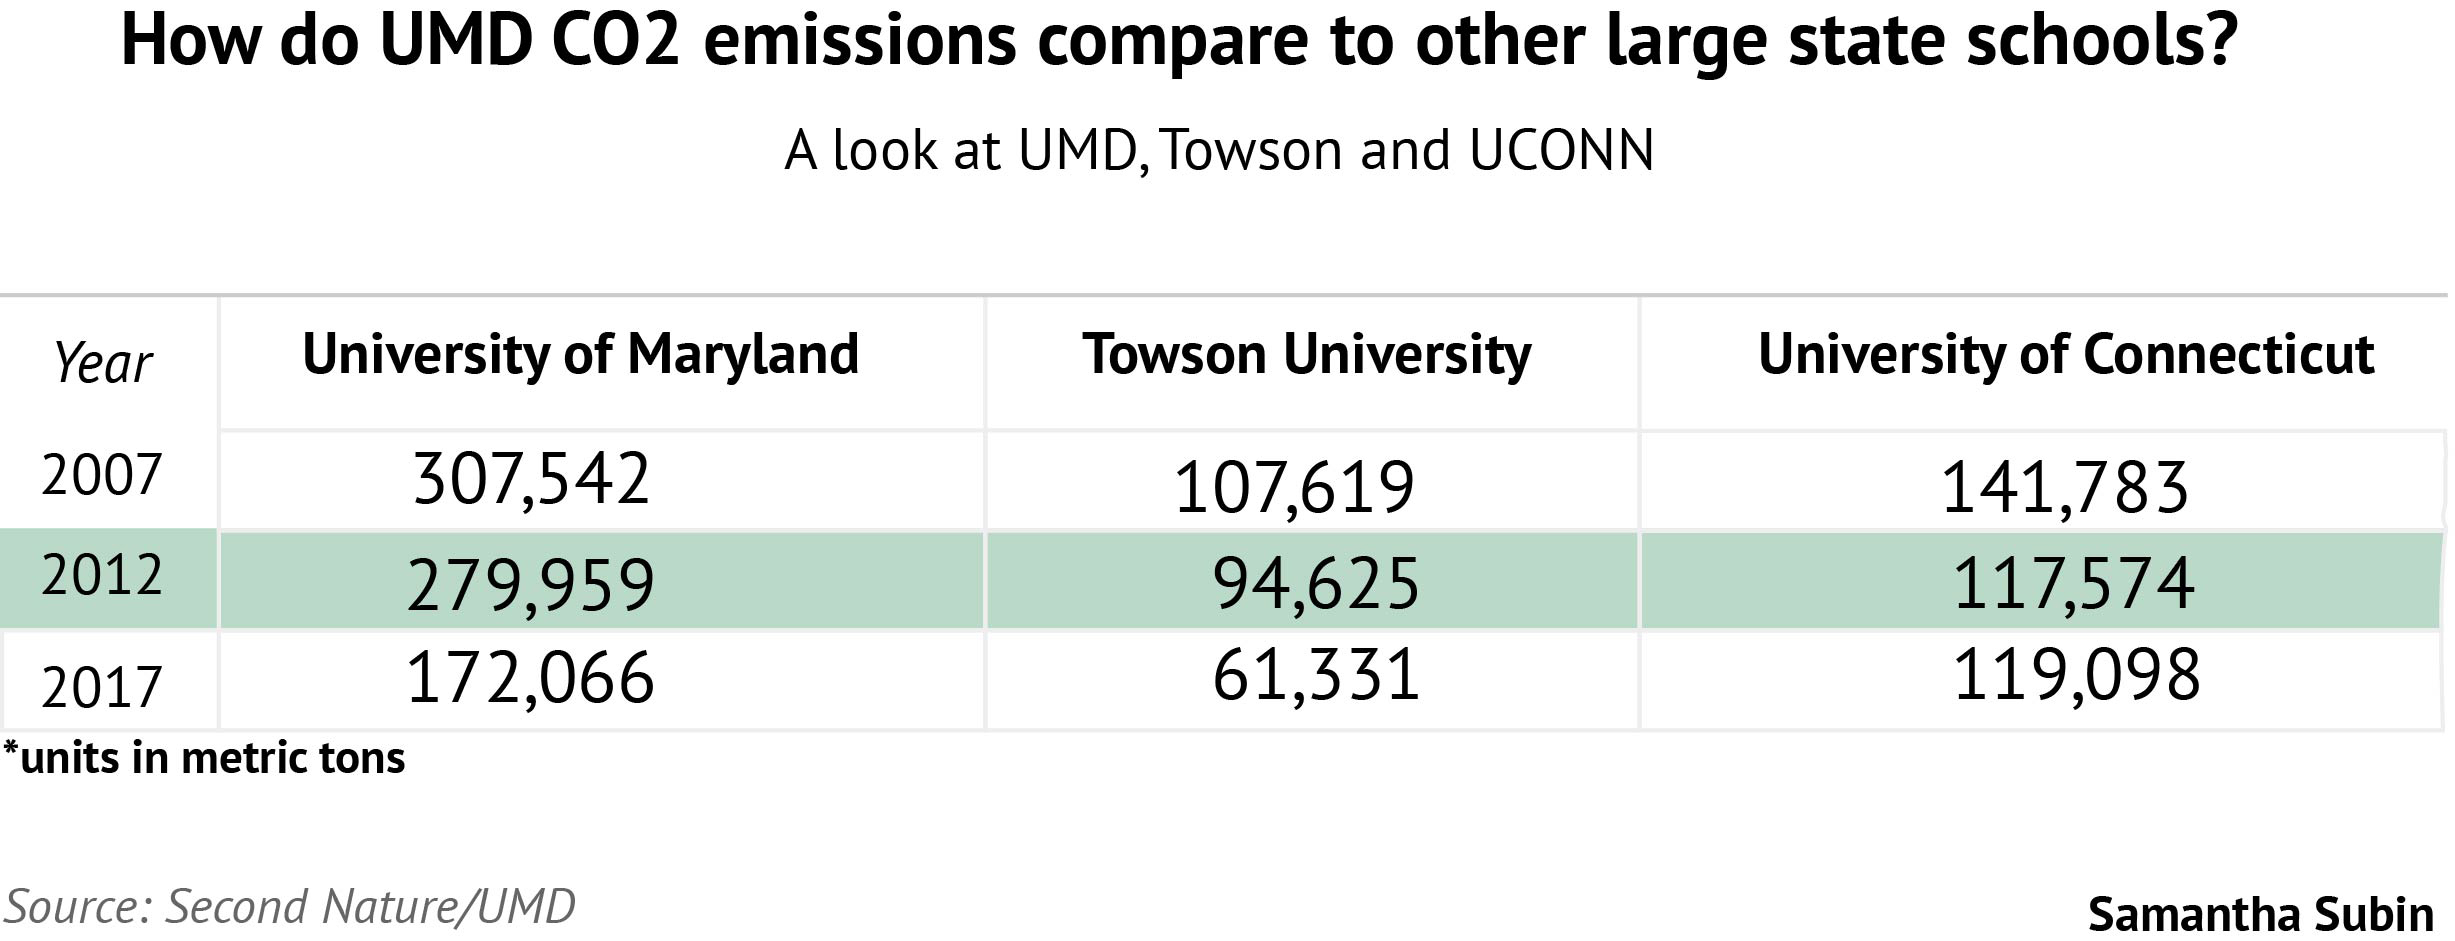 How do UMD CO2 emissions compare to other large state schools?
A look at UMD, Towson and UCONN
Year University of Maryland Towson University University of Connecticut
2007 307,542 107,619 141,783
2012 279,959 94,625 117,574
2017 172,066 61,331 119,098
*units in metric tons
Source: Second Nature/UMD
Samantha Subin